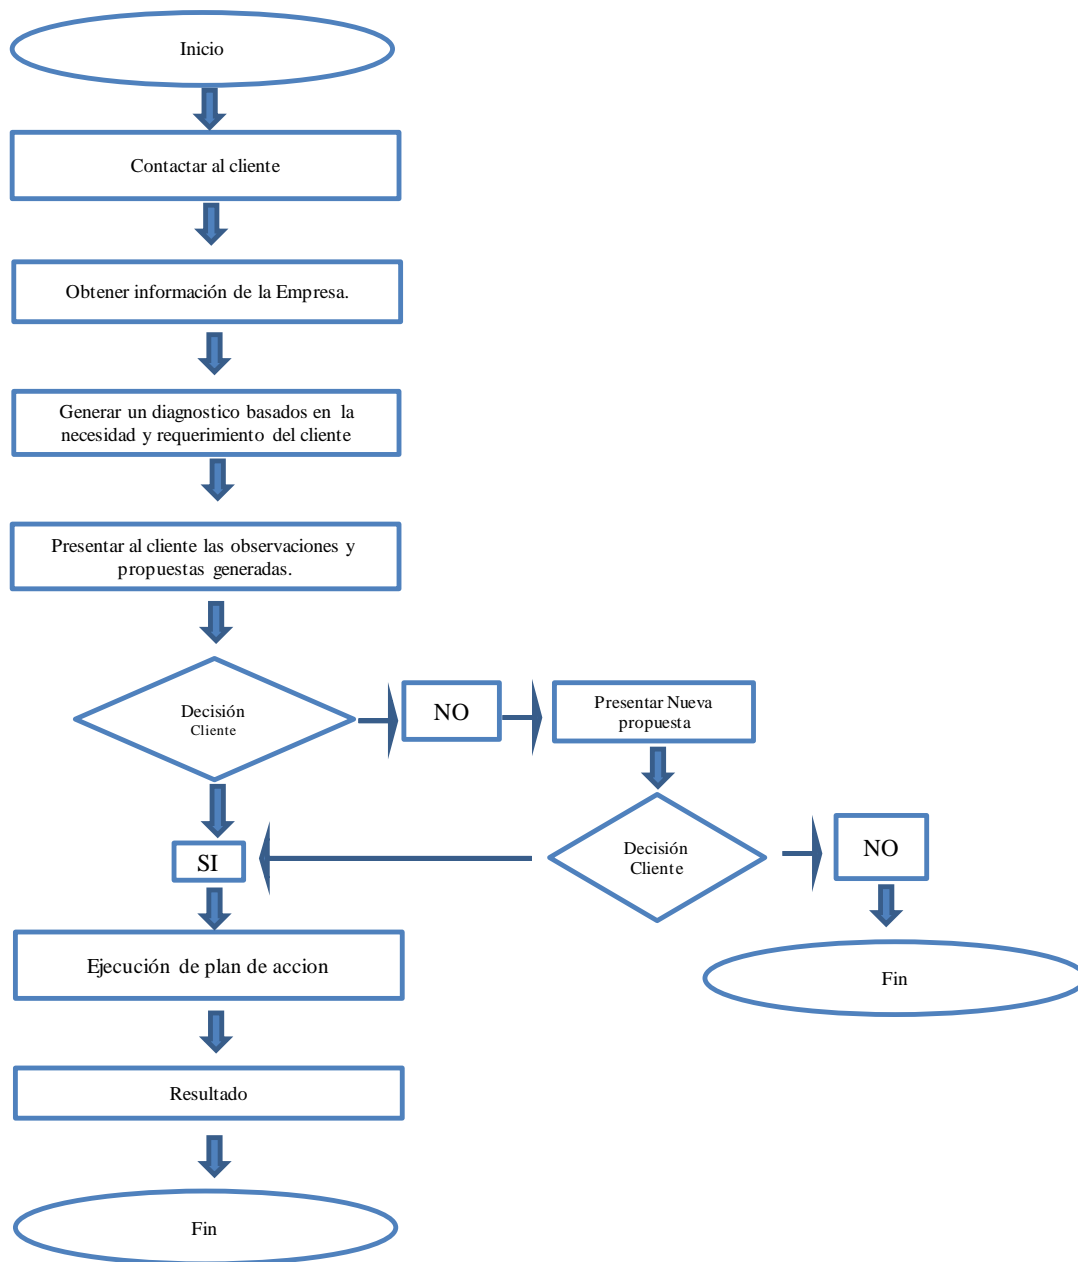 Inicio
Contactar al cliente
Obtener información de la Empresa.
Generar un diagnostico basados en la
necesidad y requerimiento del cliente
Presentar al cliente las observaciones y
propuestas generadas.
Decisión
Cliente
NO
Presentar Nueva
propuesta
SI
Decisión
Cliente
NO
Ejecución de plan de accion
Fin
Resultado
Fin